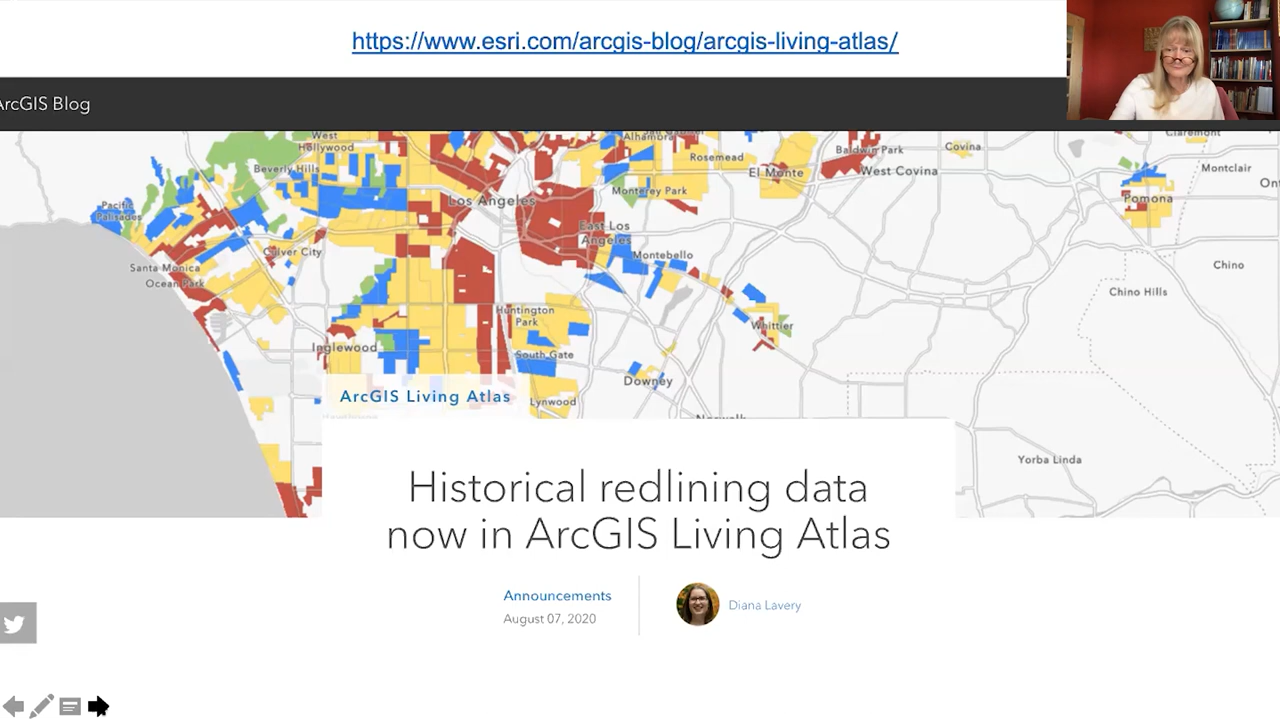 https://www.esri.com/arcgis-blog/arcgis-living-atlas/
ArcGIS Blog
West
Hollywood
Beverly Hills
Pacific
Palisades
Los Angeles
Alhambra
Rosemead
El Monte
Baldwin Park
West Covina
Covina
Claremont
Montclair
Monterey Park
Pomona
East Los
Angeles
Montebello
Culver City
Santa Monica
Ocean Park
Chino
Chino Hills
Huntington
Park
Whittier
Inglewood
South Gate
Downey
Lynwood
Norwalk
Yorba Linda
ArcGIS Living Atlas
Historical redlining data
now in ArcGIS Living Atlas
Announcements
August 07, 2020
Diana Lavery